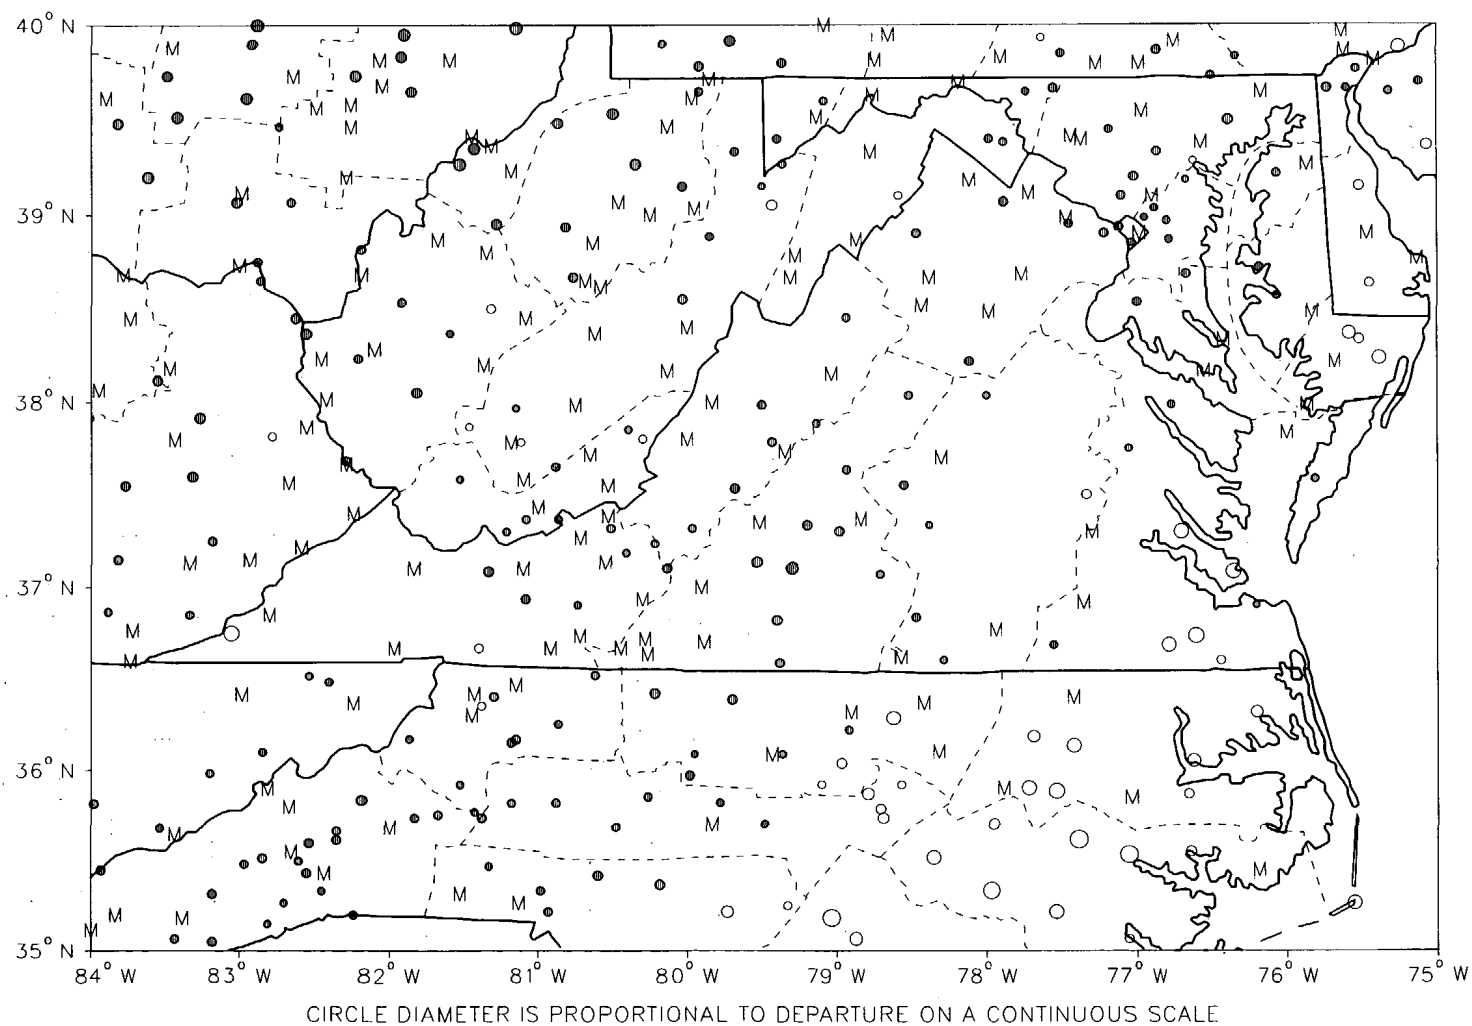 40° N
39° N
38° N
37° N
36° N
35° N
84° W 83° W 82° W 81° W 80° W 79° W 78° W 77° W 76° W 75° W
CIRCLE DIAMETER IS PROPORTIONAL TO DEPARTURE ON A CONTINUOUS SCALE